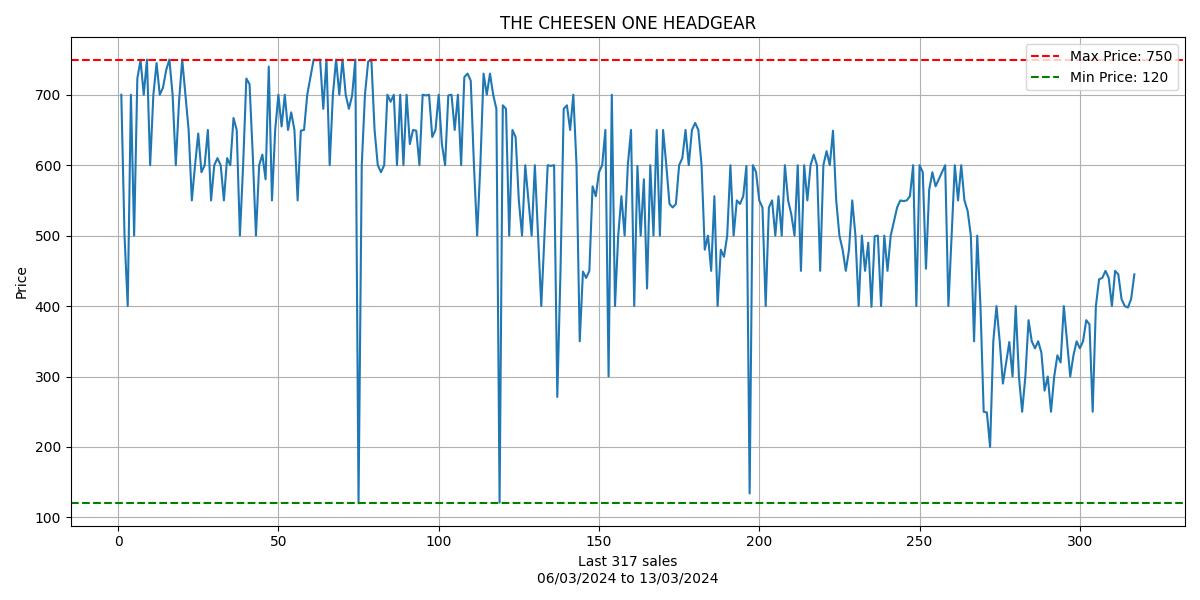 THE CHEESEN ONE HEADGEAR
Max Price: 750
Min Price: 120
Price
700
600
500
400
300
200
100
0
50
100
150
200
250
300
Last 317 sales
06/03/2024 to 13/03/2024